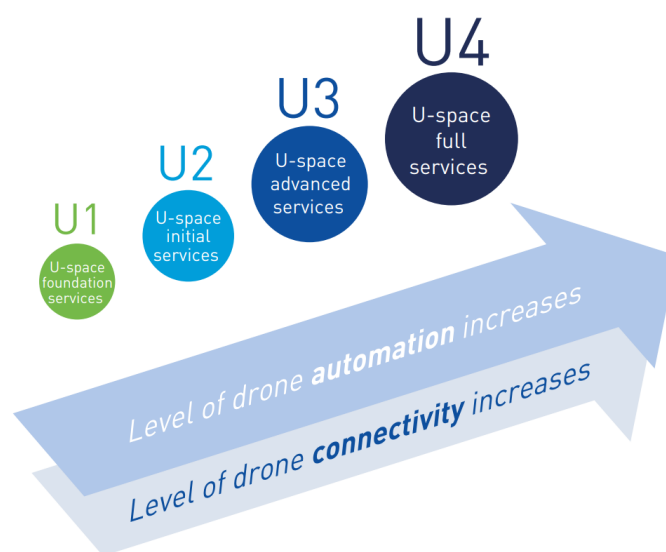 U1
U-space
foundation
services
U2
U-space
initial
services
U3
U-space
advanced
services
U4
U-space
full
services
Level of drone automation increases
Level of drone connectivity increases